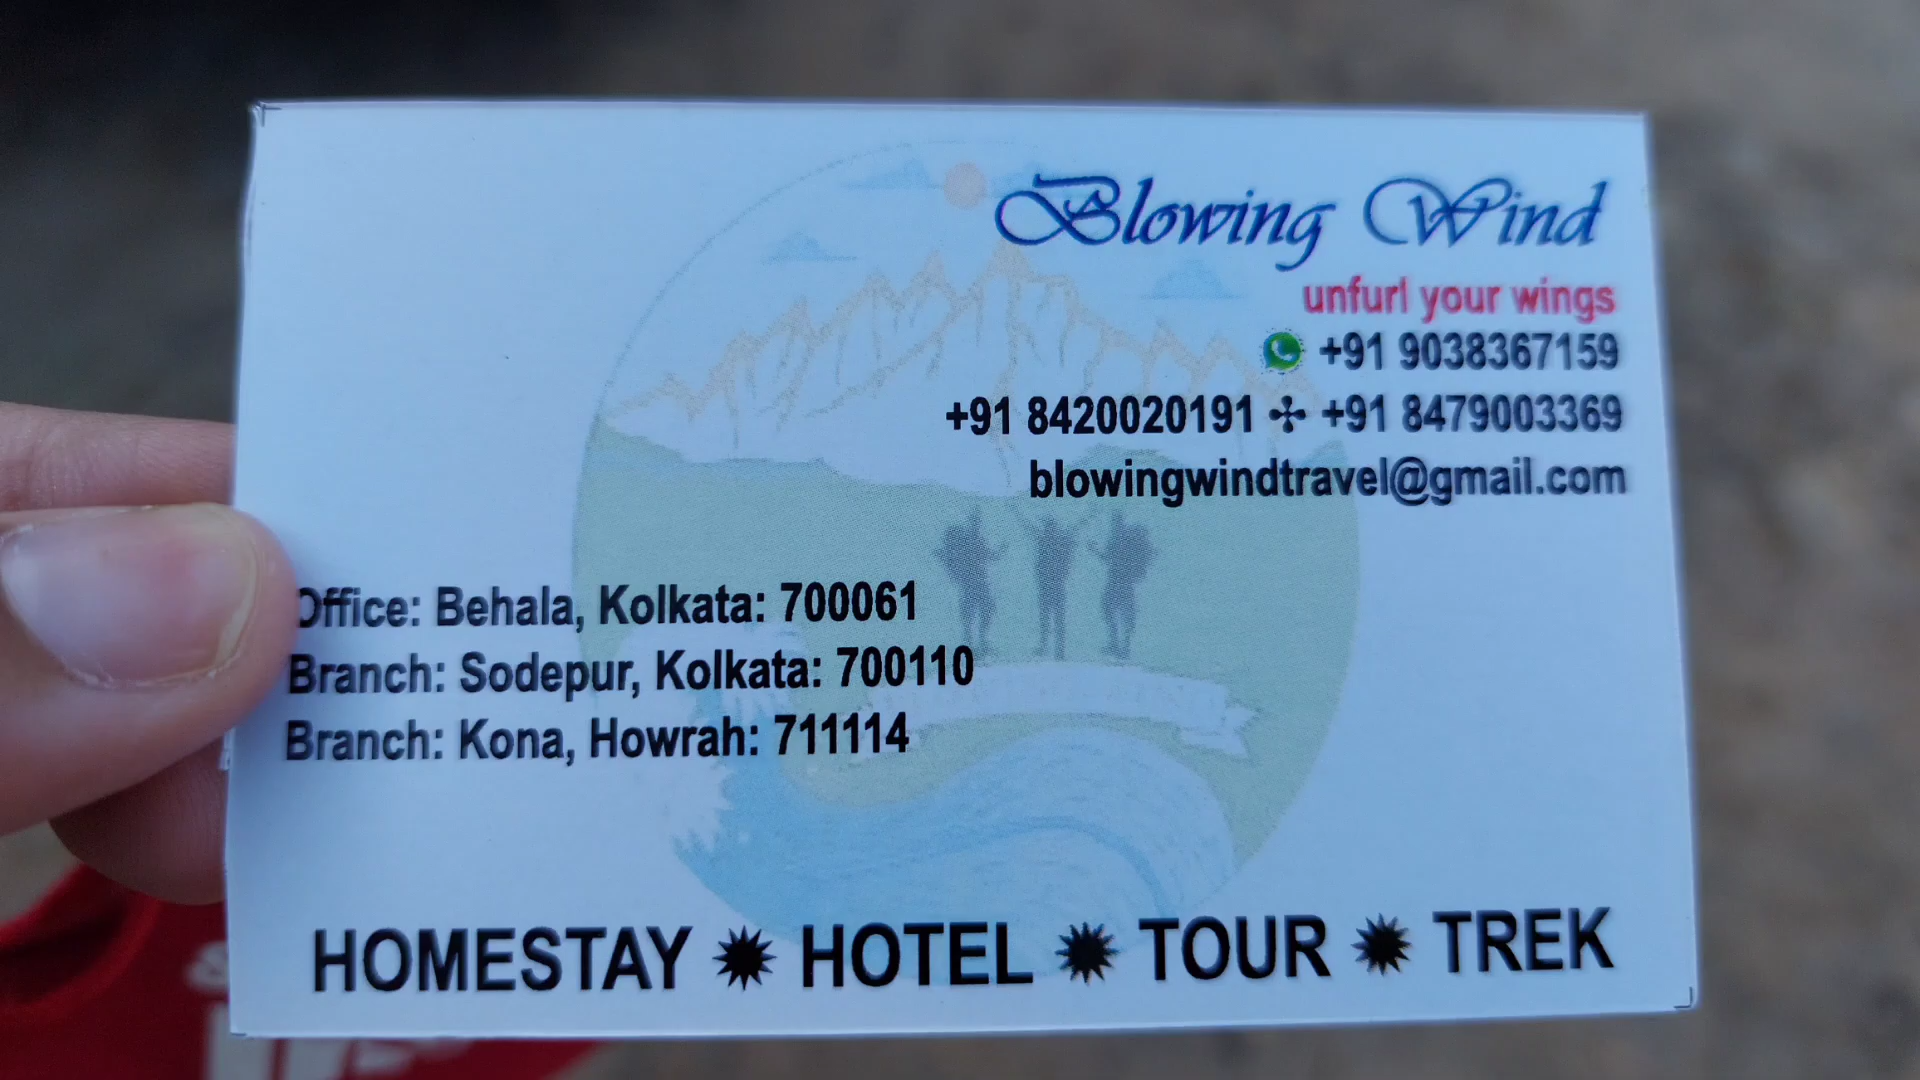 Blowing Wind
unfurl your wings
+91 9038367159
+91 8420020191 ✣ +91 8479003369
blowingwindtravel@gmail.com
Office: Behala, Kolkata: 700061
Branch: Sodepur, Kolkata: 700110
Branch: Kona, Howrah: 711114
HOMESTAY ✹ HOTEL ✹ TOUR ✹ TREK